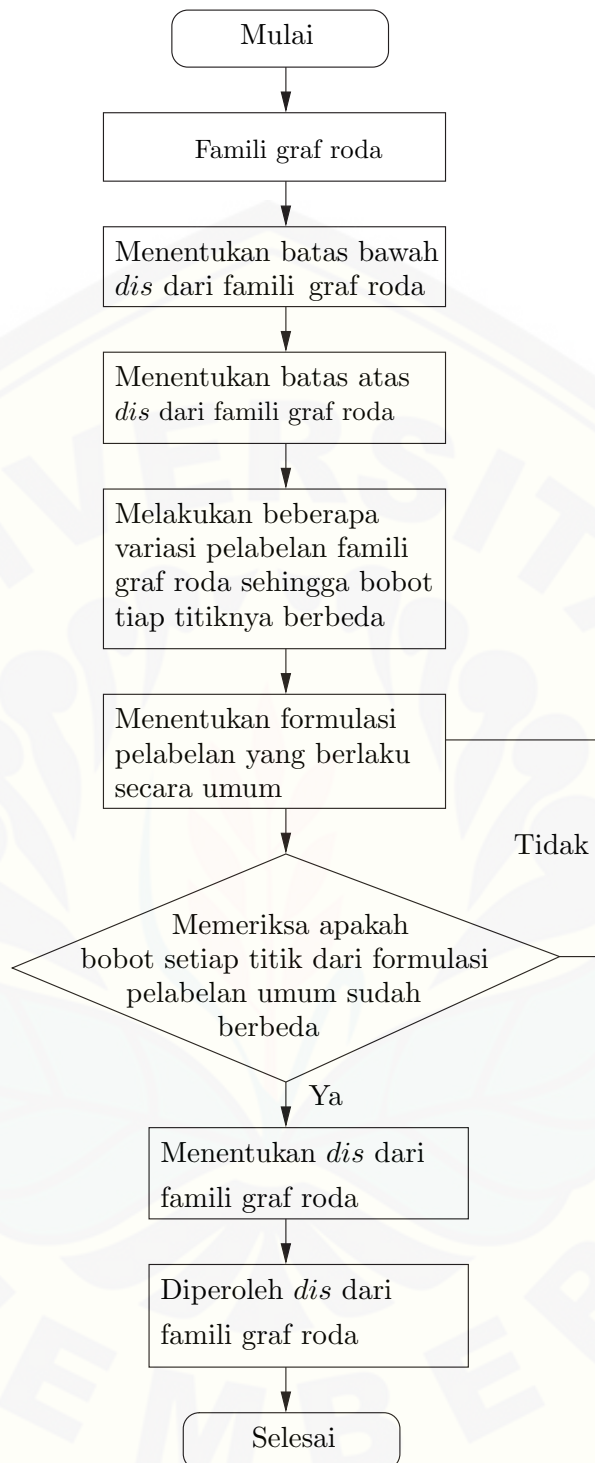 Mulai
Famili graf roda
Menentukan batas bawah
dis dari famili graf roda
Menentukan batas atas
dis dari famili graf roda
Melakukan beberapa
variasi pelabelan famili
graf roda sehingga bobot
tiap titiknya berbeda
Menentukan formulasi
pelabelan yang berlaku
secara umum
Tidak
Memeriksa apakah
bobot setiap titik dari formulasi
pelabelan umum sudah
berbeda
Ya
Menentukan dis dari
famili graf roda
Diperoleh dis dari
famili graf roda
Selesai